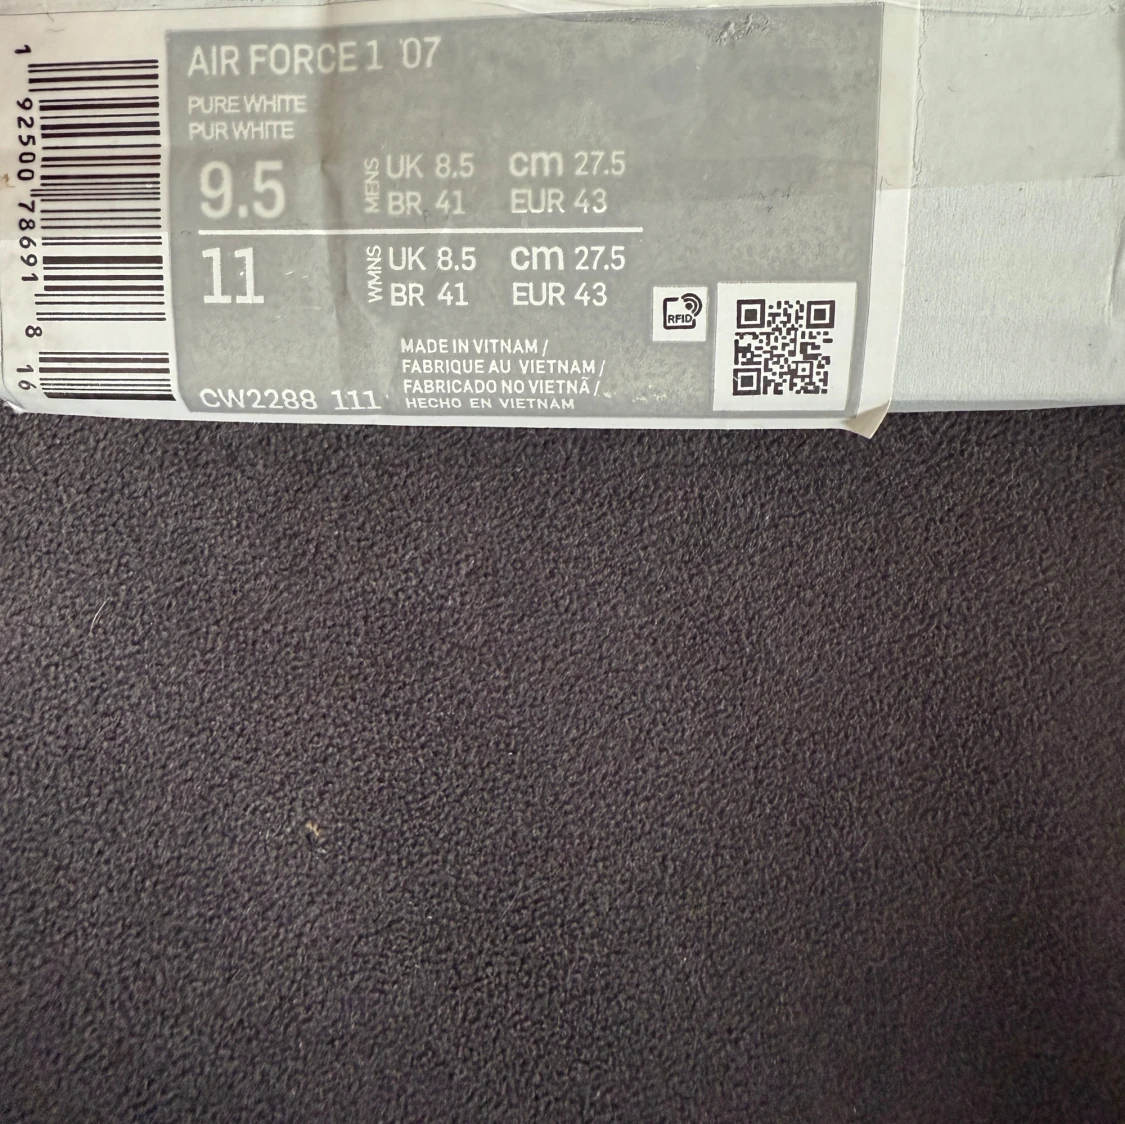 AIR FORCE 1 '07
PURE WHITE
PUR WHITE
9.5 MENS UK 8.5 cm 27.5
BR 41 EUR 43
11 WMNS UK 8.5 cm 27.5
BR 41 EUR 43
RFID
MADE IN VITNAM /
FABRIQUE AU VIETNAM /
FABRICADO NO VIETNÃ /
HECHO EN VIETNAM
CW2288 111
1 92500 78691 8 16